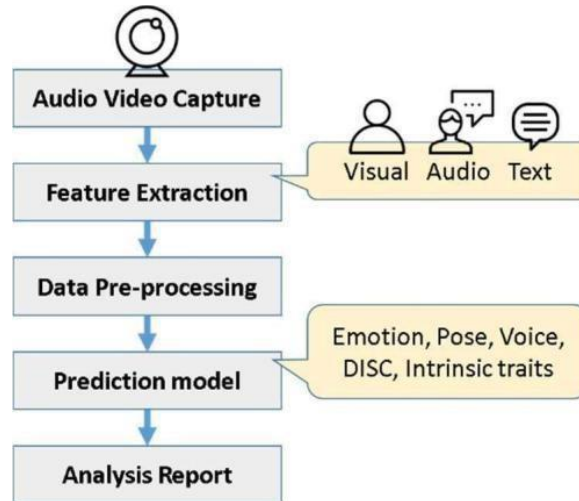 Audio Video Capture
Visual Audio Text
Feature Extraction
Data Pre-processing
Emotion, Pose, Voice,
DISC, Intrinsic traits
Prediction model
Analysis Report